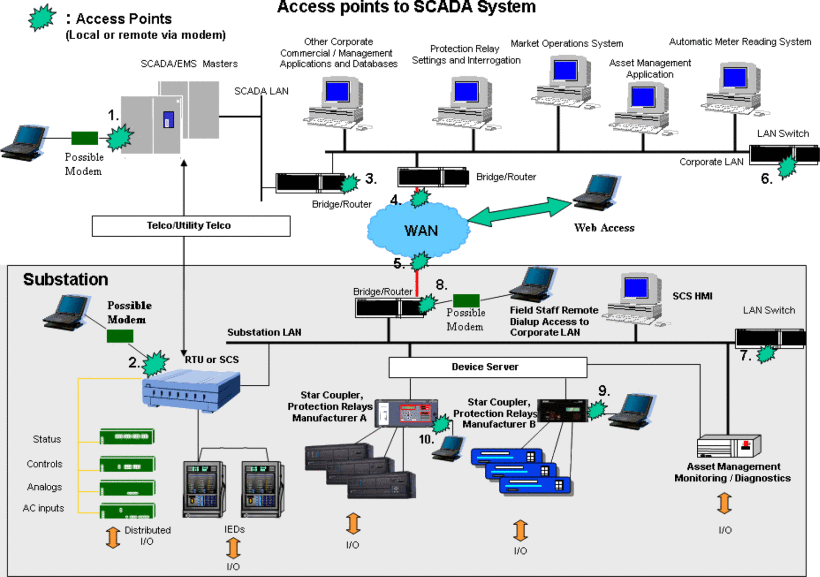 Access points to SCADA System
: Access Points
(Local or remote via modem)
SCADA/EMS Masters
SCADA LAN
Other Corporate
Commercial / Management
Applications and Databases
Protection Relay
Settings and Interrogation
Market Operations System
Asset Management
Application
Automatic Meter Reading System
1.
Possible
Modem
LAN Switch
Corporate LAN
3.
Bridge/Router
Bridge/Router
4.
6.
Telco/Utility Telco
WAN
Web Access
5.
Substation
Possible
Modem
Bridge/Router
8.
Possible
Modem
Field Staff Remote
Dialup Access to
Corporate LAN
SCS HMI
LAN Switch
Substation LAN
2.
RTU or SCS
7.
Device Server
Star Coupler,
Protection Relays
Manufacturer A
Star Coupler,
Protection Relays
Manufacturer B
9.
10.
Status
Controls
Analogs
AC inputs
Asset Management
Monitoring / Diagnostics
Distributed
I/O
IEDs
I/O
I/O
I/O
I/O